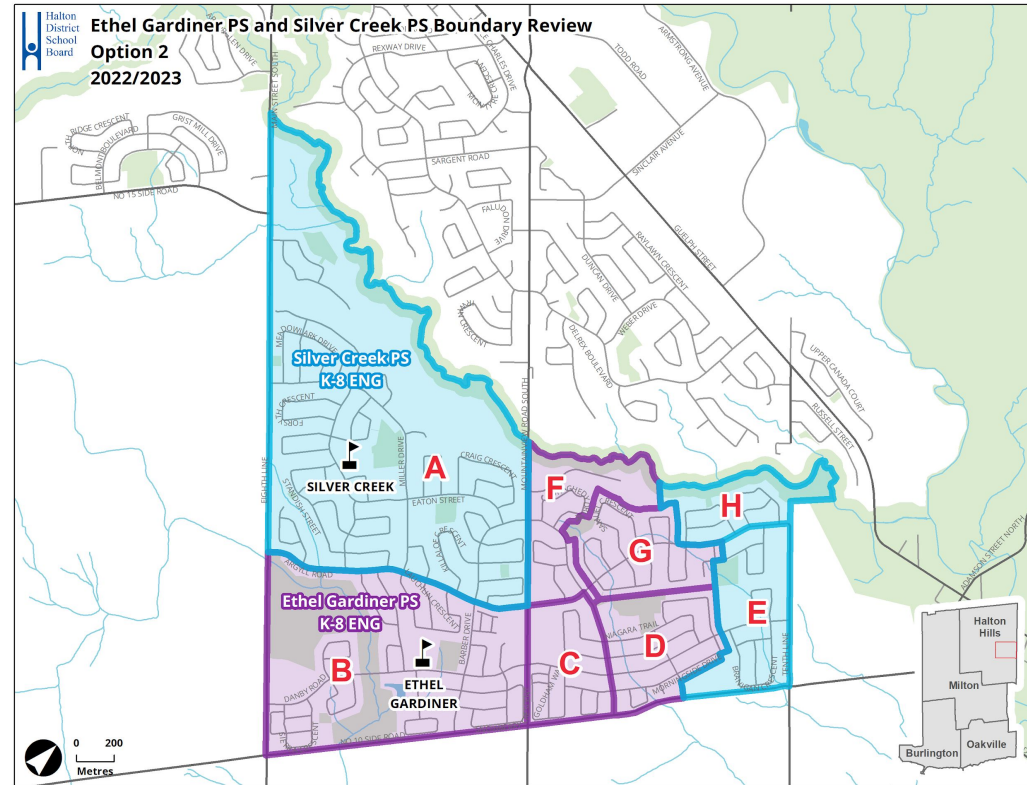 Halton
District
School
Board
Ethel Gardiner PS and Silver Creek PS Boundary Review
Option 2
2022/2023
REXWAY DRIVE
MAIN STREET SOUTH
TODD ROAD
ARMSTRONG AVENUE
SINCLAIR AVENUE
GRIST MILL DRIVE
BELMONT BOULEVARD
NO 15 SIDE ROAD
SARGENT ROAD
RAYLAWN CRESCENT
GUELPH STREET
DUNCAN DRIVE
WEBER DRIVE
DELREX BOULEVARD
UPPER CANADA COURT
RUSSELL STREET
Silver Creek PS
K-8 ENG
MOUNTAINVIEW ROAD SOUTH
EIGHTH LINE
SILVER CREEK
MILLER DRIVE
A
CRAIG CRESCENT
EATON STREET
STANDISH STREET
F
H
G
ADAMSON STREET NORTH
ARGYLL ROAD
Ethel Gardiner PS
K-8 ENG
BARBER DRIVE
E
NIAGARA TRAIL
D
C
B
TENTH LINE
DANBY ROAD
ETHEL
GARDINER
NO 10 SIDE ROAD
0 200
Metres
Halton
Hills
Milton
Burlington
Oakville